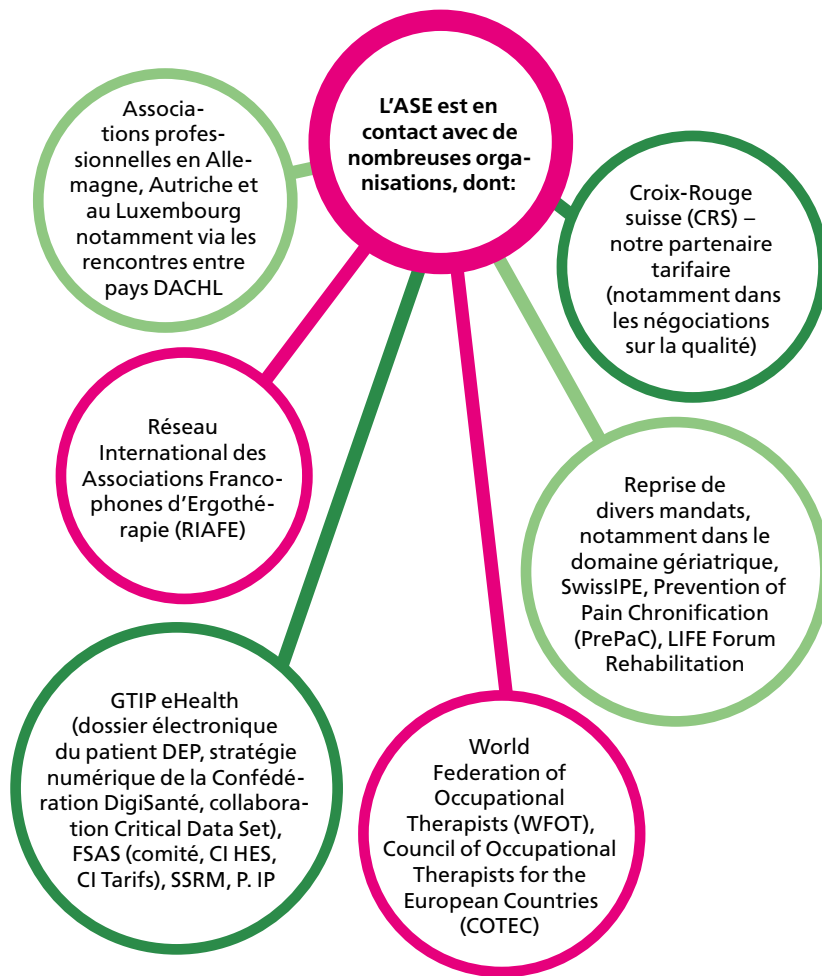 L’ASE est en
contact avec de
nombreuses orga-
nisations, dont:
Associa-
tions profes-
sionnelles en Alle-
magne, Autriche et
au Luxembourg
notamment via les
rencontres entre
pays DACHL
Croix-Rouge
suisse (CRS) –
notre partenaire
tarifaire
(notamment dans
les négociations
sur la qualité)
Réseau
International des
Associations Franco-
phones d’Ergothé-
rapie (RIAFE)
Reprise de
divers mandats,
notamment dans le
domaine gériatrique,
SwissIPE, Prevention of
Pain Chronification
(PrePaC), LIFE Forum
Rehabilitation
GTIP eHealth
(dossier électronique
du patient DEP, stratégie
numérique de la Confédé-
ration DigiSanté, collabora-
tion Critical Data Set),
FSAS (comité, CI HES,
CI Tarifs), SSRM, P. IP
World
Federation of
Occupational
Therapists (WFOT),
Council of Occupational
Therapists for the
European Countries
(COTEC)